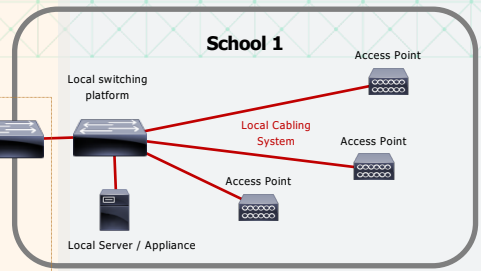 School 1
Access Point
Local switching
platform
Local Cabling
System
Access Point
Access Point
Local Server / Appliance